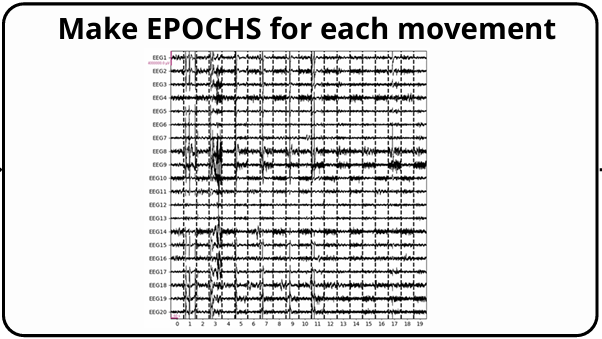 Make EPOCHS for each movement
EEG1
EEG2
EEG3
EEG4
EEG5
EEG6
EEG7
EEG8
EEG9
EEG10
EEG11
EEG12
EEG13
EEG14
EEG15
EEG16
EEG17
EEG18
EEG19
EEG20
0 1 2 3 4 5 6 7 8 9 10 11 12 13 14 15 16 17 18 19